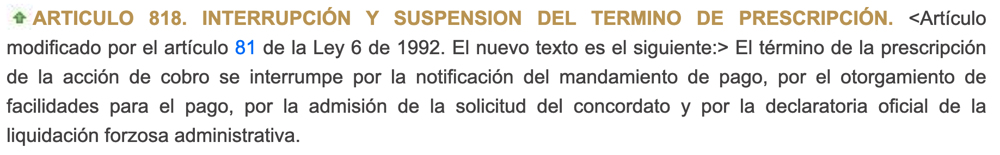 ARTICULO 818. INTERRUPCIÓN Y SUSPENSION DEL TERMINO DE PRESCRIPCIÓN. <Artículo
modificado por el artículo 81 de la Ley 6 de 1992. El nuevo texto es el siguiente:> El término de la prescripción
de la acción de cobro se interrumpe por la notificación del mandamiento de pago, por el otorgamiento de
facilidades para el pago, por la admisión de la solicitud del concordato y por la declaratoria oficial de la
liquidación forzosa administrativa.